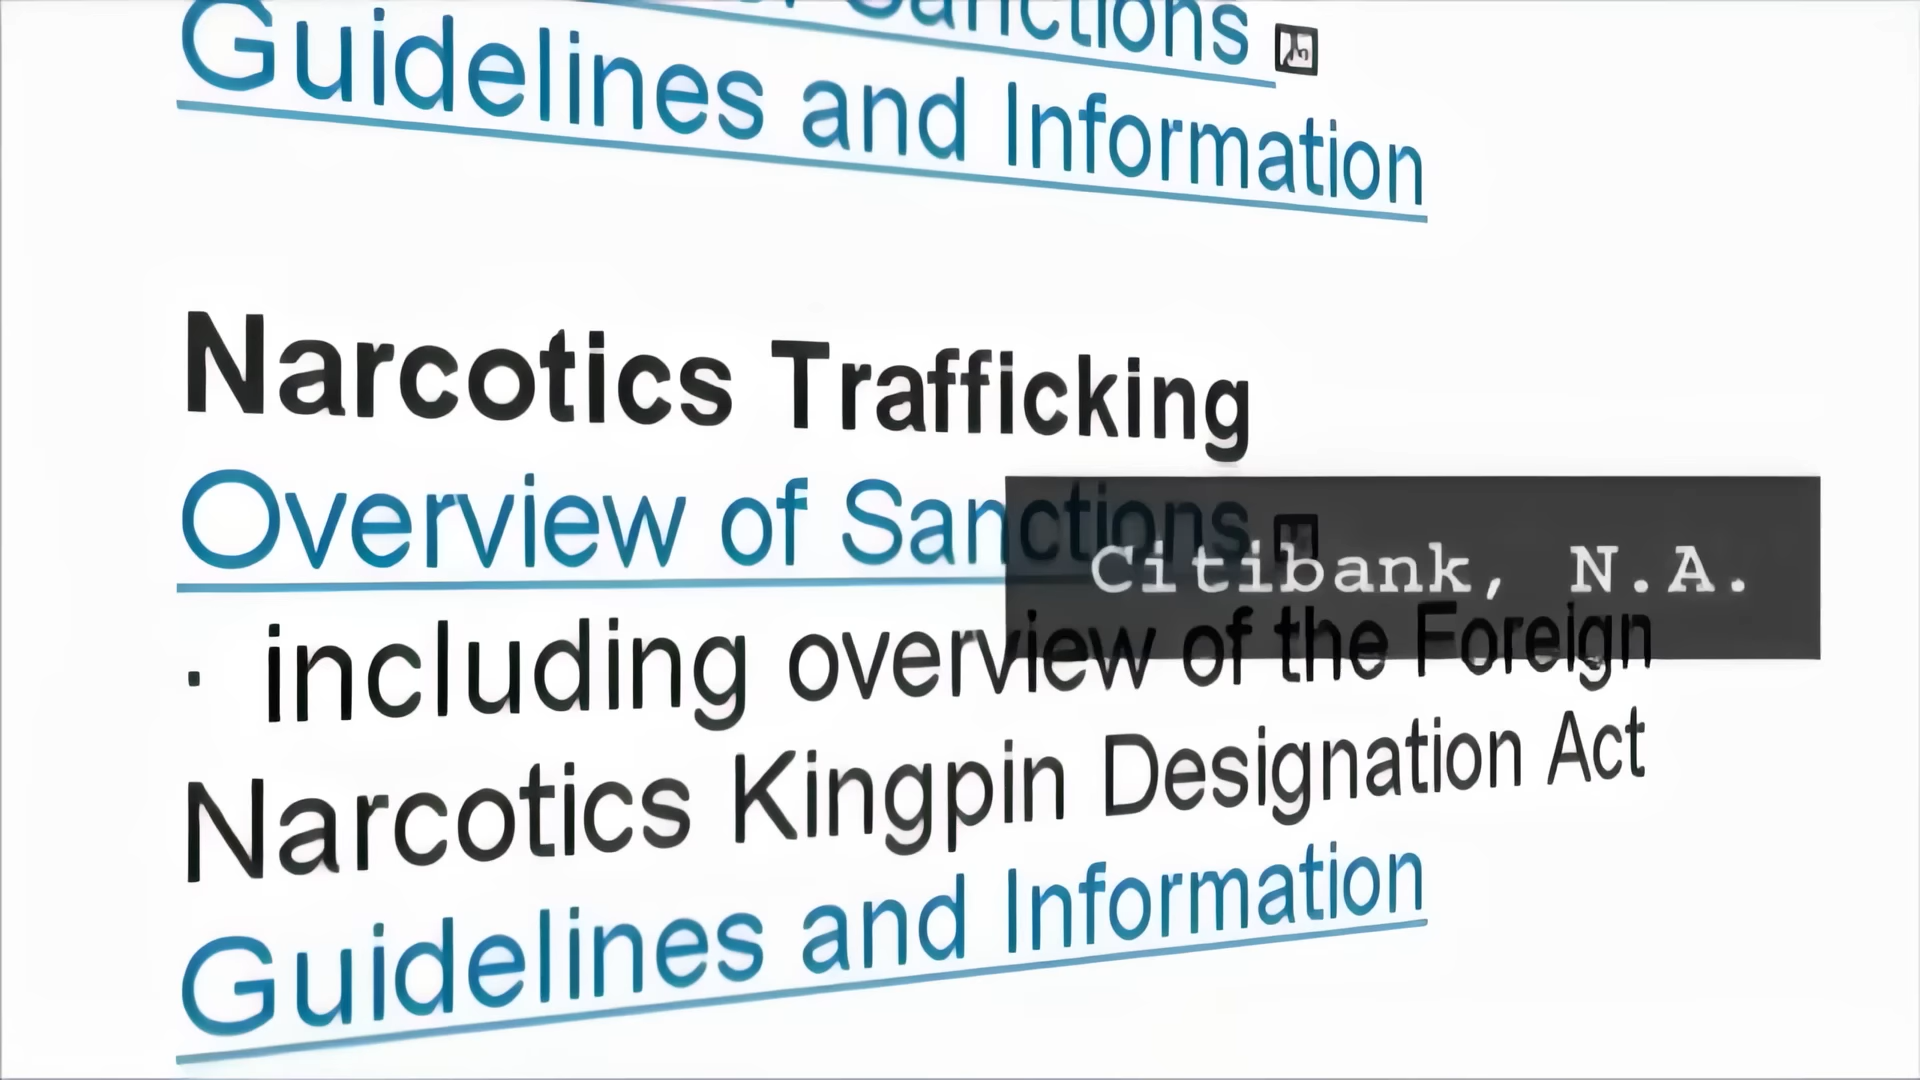 Sanctions
Guidelines and Information
Narcotics Trafficking
Overview of Sanctions
Citibank, N.A.
· including overview of the Foreign
Narcotics Kingpin Designation Act
Guidelines and Information